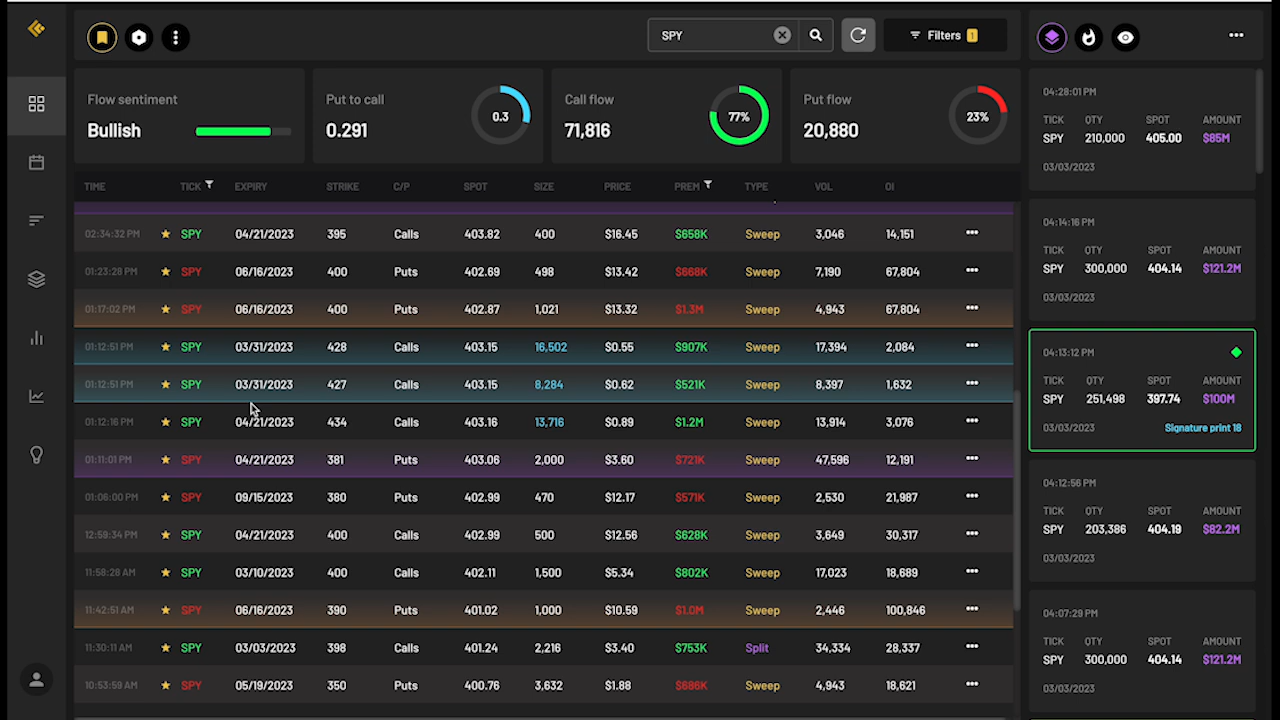 SPY
Filters 1
Flow sentiment
Bullish
Put to call
0.291
0.3
Call flow
71,816
77%
Put flow
20,880
23%
TIME TICK EXPIRY STRIKE C/P SPOT SIZE PRICE PREM TYPE VOL OI
02:34:32 PM SPY 04/21/2023 395 Calls 403.82 400 $16.45 $658K Sweep 3,046 14,151
01:23:28 PM SPY 06/16/2023 400 Puts 402.69 498 $13.42 $668K Sweep 7,190 67,804
01:17:02 PM SPY 06/16/2023 400 Puts 402.87 1,021 $13.32 $1.3M Sweep 4,943 67,804
01:12:51 PM SPY 03/31/2023 428 Calls 403.15 16,502 $0.55 $907K Sweep 17,394 2,084
01:12:51 PM SPY 03/31/2023 427 Calls 403.15 8,284 $0.62 $521K Sweep 8,397 1,632
01:12:16 PM SPY 04/21/2023 434 Calls 403.16 13,716 $0.89 $1.2M Sweep 13,914 3,076
01:11:01 PM SPY 04/21/2023 381 Puts 403.06 2,000 $3.60 $721K Sweep 47,596 12,191
01:06:00 PM SPY 09/15/2023 380 Puts 402.99 470 $12.17 $571K Sweep 2,530 21,987
12:59:34 PM SPY 04/21/2023 400 Calls 402.99 500 $12.56 $628K Sweep 3,649 30,317
11:58:28 AM SPY 03/10/2023 400 Calls 402.11 1,500 $5.34 $802K Sweep 17,023 18,689
11:42:51 AM SPY 06/16/2023 390 Puts 401.02 1,000 $10.59 $1.0M Sweep 2,446 100,846
11:30:11 AM SPY 03/03/2023 398 Calls 401.24 2,216 $3.40 $753K Split 34,334 28,337
10:53:59 AM SPY 05/19/2023 350 Puts 400.76 3,632 $1.88 $686K Sweep 4,943 18,621
04:28:01 PM
TICK QTY SPOT AMOUNT
SPY 210,000 405.00 $85M
03/03/2023
04:14:16 PM
TICK QTY SPOT AMOUNT
SPY 300,000 404.14 $121.2M
03/03/2023
04:13:12 PM
TICK QTY SPOT AMOUNT
SPY 251,498 397.74 $100M
03/03/2023 Signature print 18
04:12:56 PM
TICK QTY SPOT AMOUNT
SPY 203,386 404.19 $82.2M
03/03/2023
04:07:29 PM
TICK QTY SPOT AMOUNT
SPY 300,000 404.14 $121.2M
03/03/2023